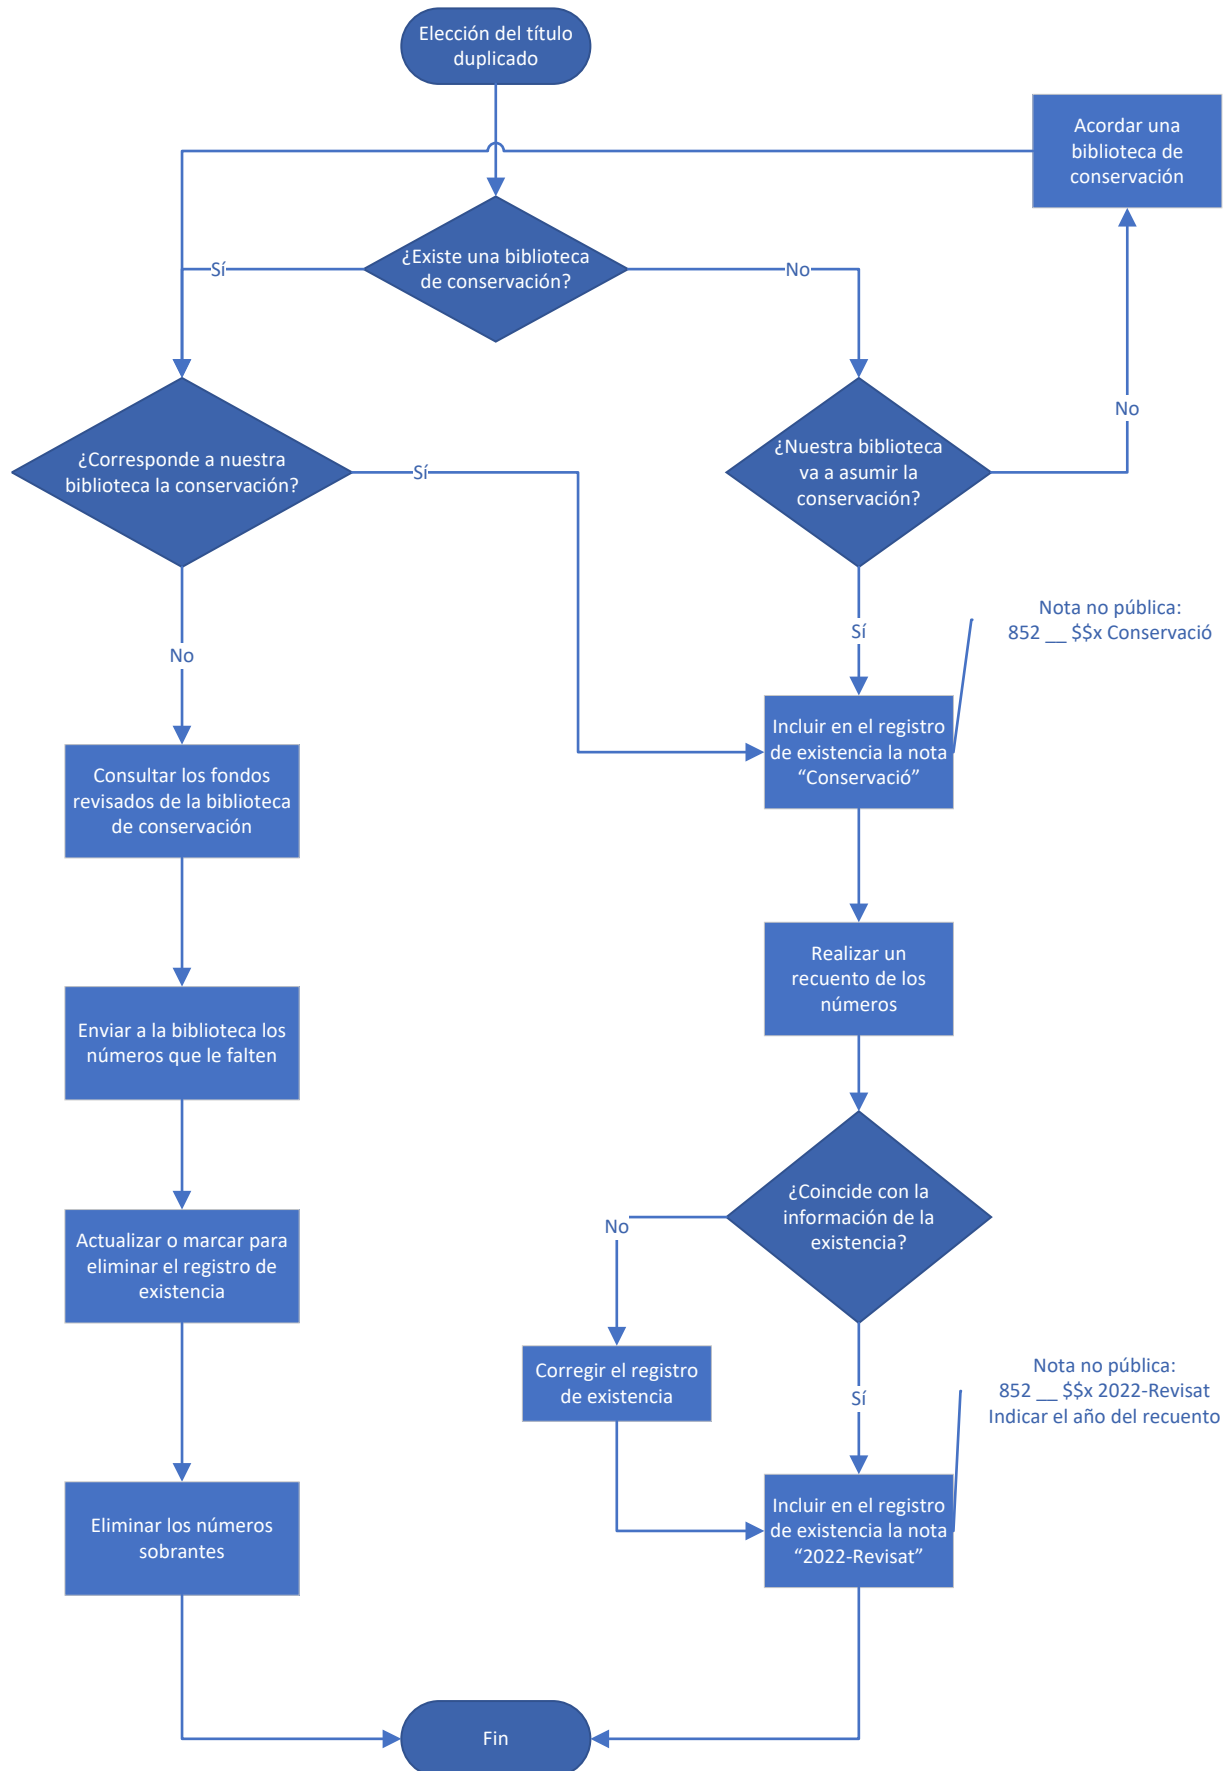 Elección del título
duplicado
Acordar una
biblioteca de
conservación
¿Existe una biblioteca
de conservación?
Sí
No
¿Corresponde a nuestra
biblioteca la conservación?
Sí
¿Nuestra biblioteca
va a asumir la
conservación?
No
Nota no pública:
852 __ $$x Conservació
Sí
No
Incluir en el registro
de existencia la nota
“Conservació”
Consultar los fondos
revisados de la biblioteca
de conservación
Realizar un
recuento de los
números
Enviar a la biblioteca los
números que le falten
¿Coincide con la
información de la
existencia?
No
Actualizar o marcar para
eliminar el registro de
existencia
Corregir el registro
de existencia
Sí
Nota no pública:
852 __ $$x 2022-Revisat
Indicar el año del recuento
Incluir en el registro
de existencia la nota
“2022-Revisat”
Eliminar los números
sobrantes
Fin